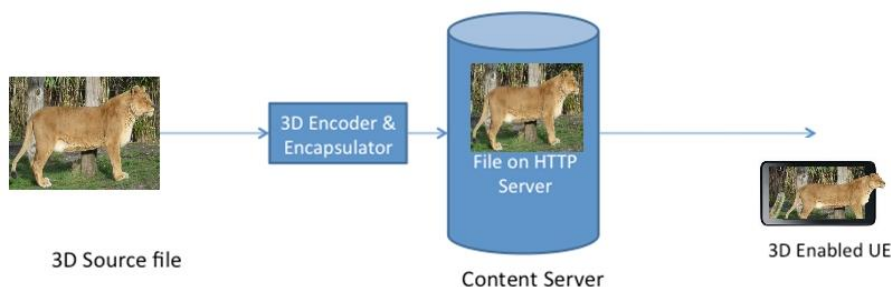 3D Encoder &
Encapsulator
File on HTTP
Server
3D Source file
3D Enabled UE
Content Server